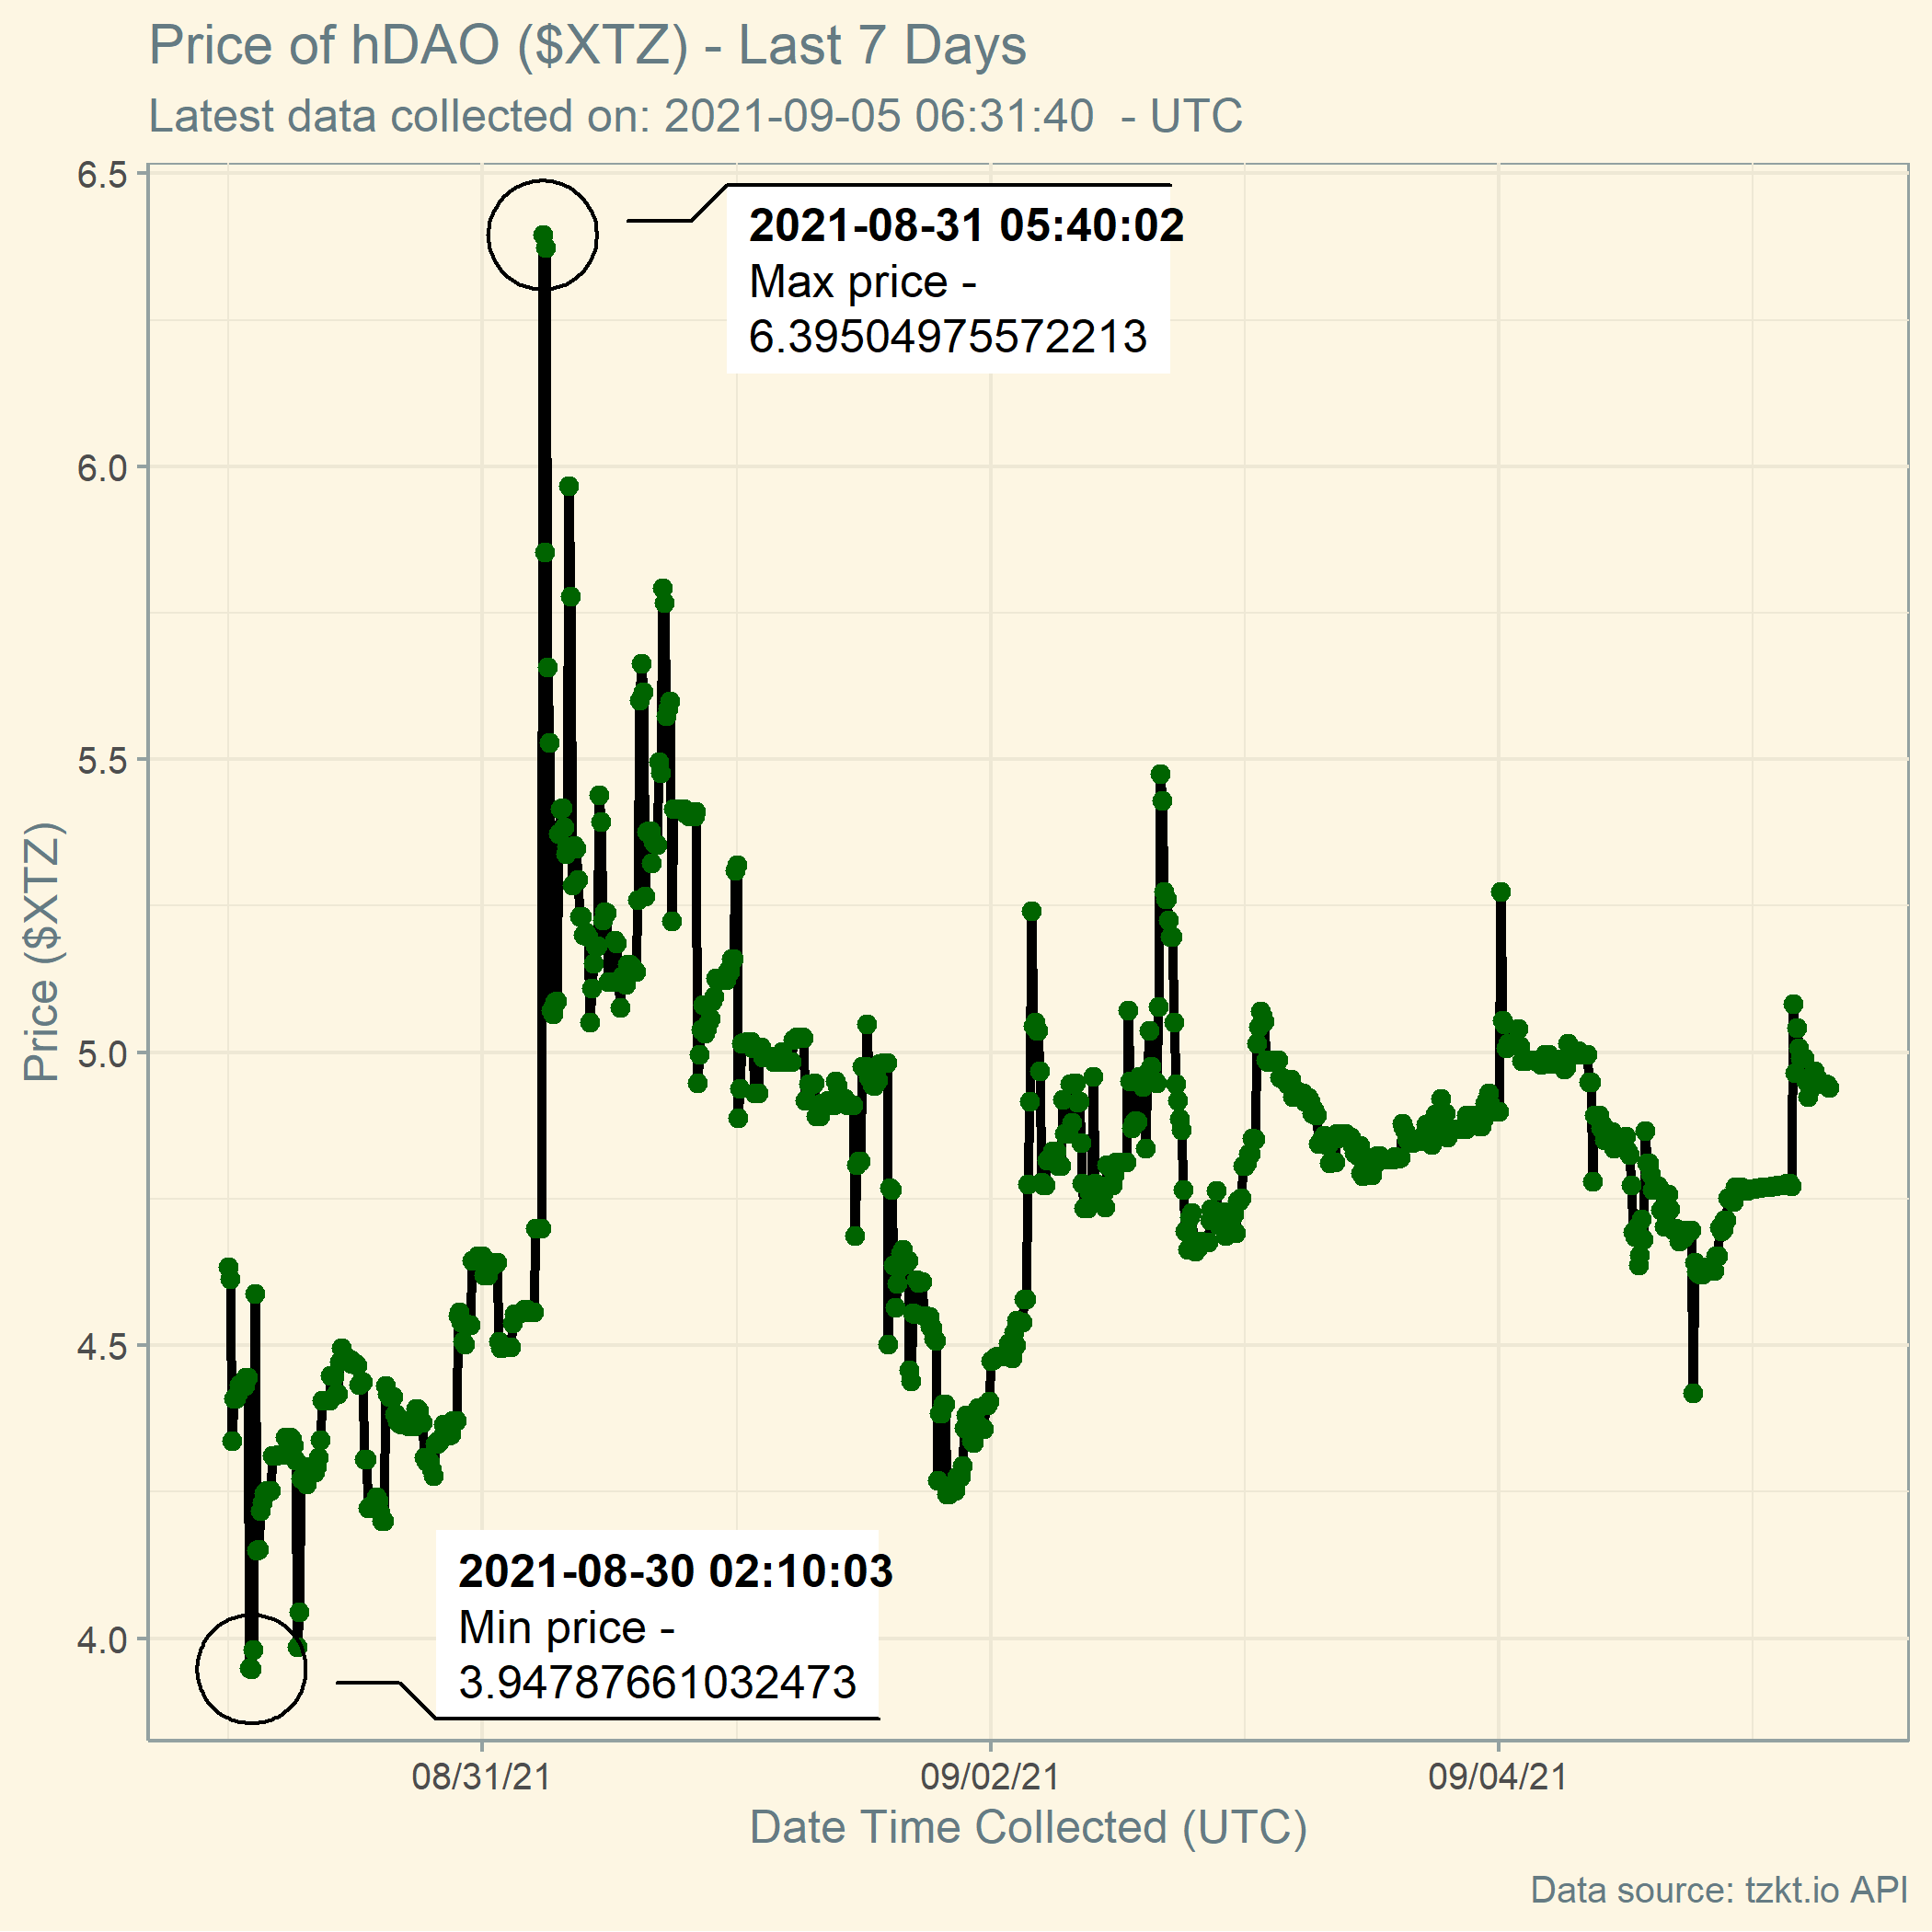 Price of hDAO ($XTZ) - Last 7 Days
Latest data collected on: 2021-09-05 06:31:40  - UTC
6.5
6.0
5.5
5.0
4.5
4.0
Price ($XTZ)
2021-08-31 05:40:02
Max price -
6.39504975572213
2021-08-30 02:10:03
Min price -
3.94787661032473
08/31/21
09/02/21
09/04/21
Date Time Collected (UTC)
Data source: tzkt.io API